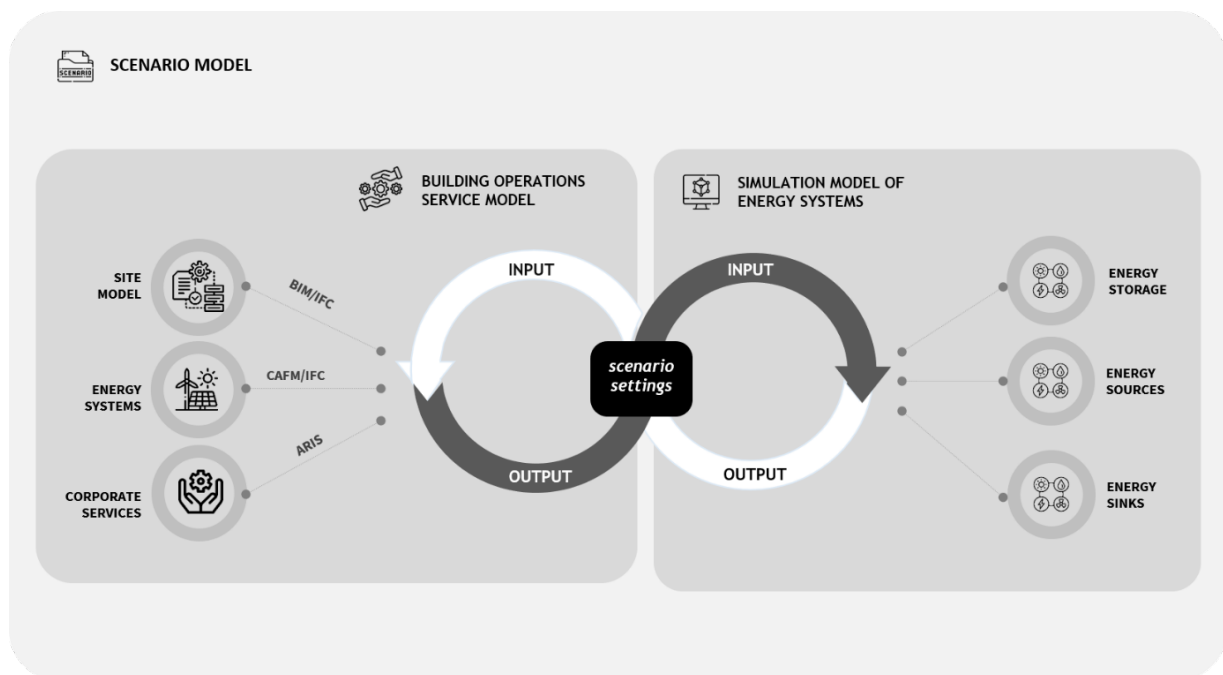 SCENARIO
SCENARIO MODEL
BUILDING OPERATIONS
SERVICE MODEL
SITE
MODEL
BIM/IFC
ENERGY
SYSTEMS
CAFM/IFC
CORPORATE
SERVICES
ARIS
INPUT
OUTPUT
scenario
settings
SIMULATION MODEL OF
ENERGY SYSTEMS
INPUT
OUTPUT
ENERGY
STORAGE
ENERGY
SOURCES
ENERGY
SINKS